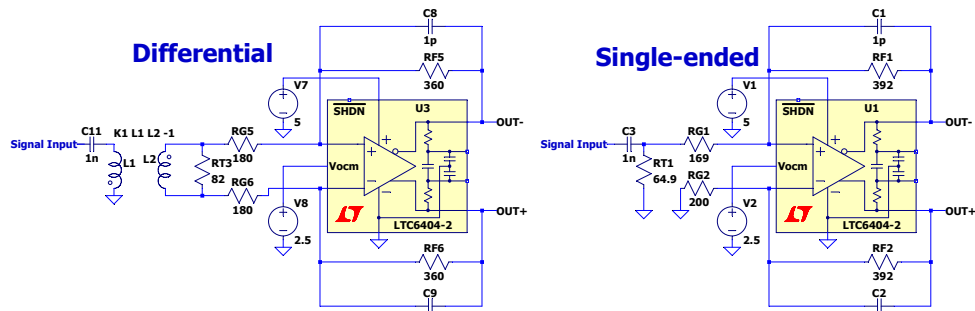 Differential
C8
1p
RF5
360
V7
5
SHDN
U3
OUT-
Signal Input
C11
1n
K1 L1 L2 -1
L1
L2
RT3
82
RG5
180
RG6
180
Vocm
V8
2.5
LTC6404-2
OUT+
RF6
360
C9
Single-ended
C1
1p
RF1
392
V1
5
SHDN
U1
OUT-
Signal Input
C3
1n
RT1
64.9
RG1
169
RG2
200
Vocm
V2
2.5
LTC6404-2
OUT+
RF2
392
C2